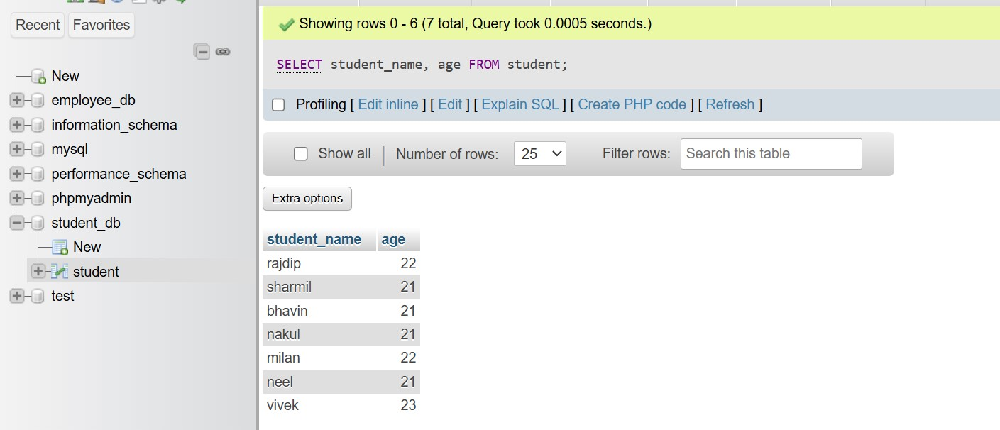 Recent Favorites
New
employee_db
information_schema
mysql
performance_schema
phpmyadmin
student_db
New
student
test
Showing rows 0 - 6 (7 total, Query took 0.0005 seconds.)
SELECT student_name, age FROM student;
Profiling [ Edit inline ] [ Edit ] [ Explain SQL ] [ Create PHP code ] [ Refresh ]
Show all Number of rows: 25 Filter rows: Search this table
Extra options
student_name age
rajdip 22
sharmil 21
bhavin 21
nakul 21
milan 22
neel 21
vivek 23